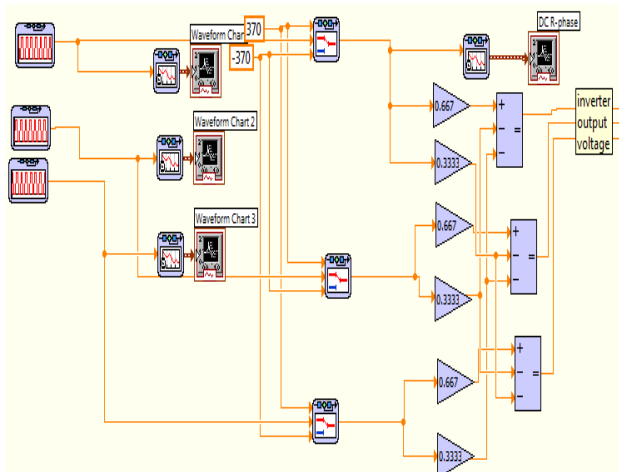 Waveform Char
370
-370
DC R-phase
Waveform Chart 2
Waveform Chart 3
0.667
0.3333
0.667
0.3333
0.667
0.3333
+
−
−
=
+
−
−
=
+
−
−
=
inverter
output
voltage